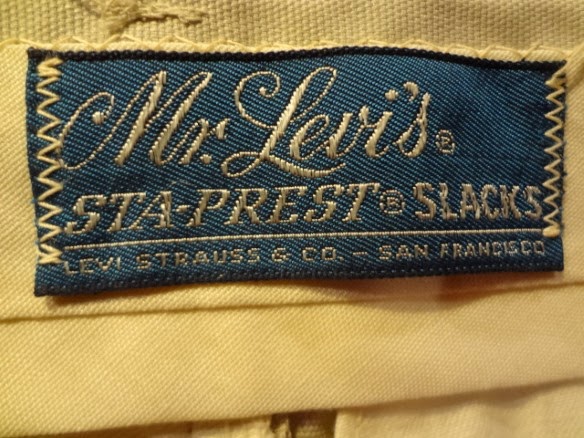 Mr. Levi's®
STA-PREST® SLACKS
LEVI STRAUSS & CO. – SAN FRANCISCO